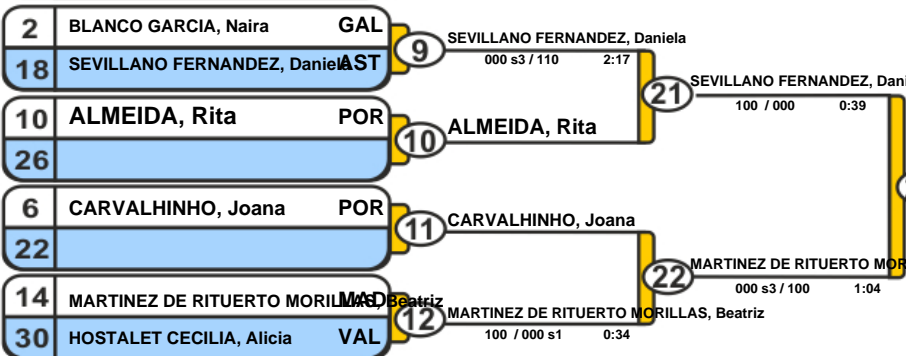 2 BLANCO GARCIA, Naira GAL
18 SEVILLANO FERNANDEZ, Daniela AST
9 SEVILLANO FERNANDEZ, Daniela
000 s3 / 110 2:17
10 ALMEIDA, Rita POR
26
10 ALMEIDA, Rita
21 SEVILLANO FERNANDEZ,
100 / 000 0:39
6 CARVALHINHO, Joana POR
22
11 CARVALHINHO, Joana
14 MARTINEZ DE RITUERTO MORILLAS, Beatriz MAD
30 HOSTALET CECILIA, Alicia VAL
12 MARTINEZ DE RITUERTO MORILLAS, Beatriz
100 / 000 s1 0:34
22 MARTINEZ DE RITUERTO
000 s3 / 100 1:04